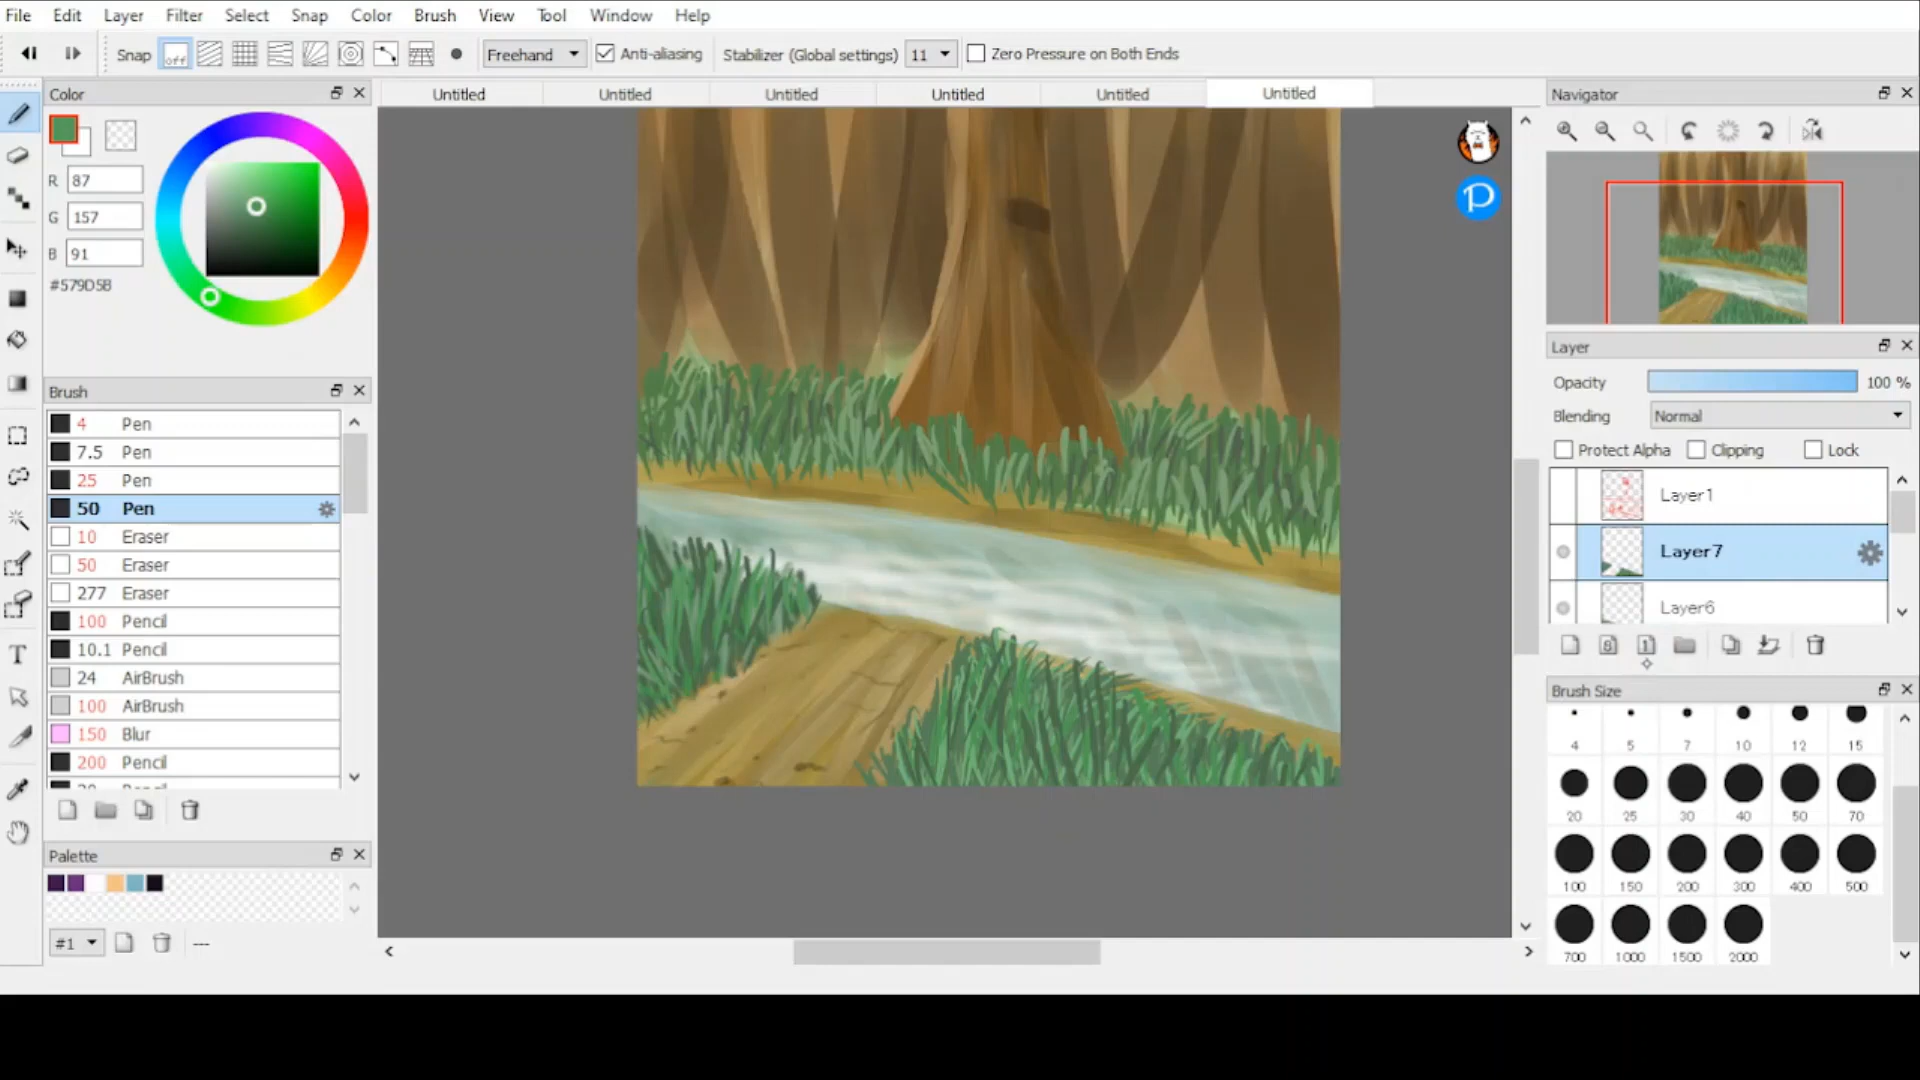 File Edit Layer Filter Select Snap Color Brush View Tool Window Help
Snap off Freehand Anti-aliasing Stabilizer (Global settings) 11 Zero Pressure on Both Ends
Color
R 87
G 157
B 91
#579D5B
Brush
4 Pen
7.5 Pen
25 Pen
50 Pen
10 Eraser
50 Eraser
277 Eraser
100 Pencil
10.1 Pencil
24 AirBrush
100 AirBrush
150 Blur
200 Pencil
Palette
#1 ---
Untitled Untitled Untitled Untitled Untitled Untitled
P
Navigator
Layer
Opacity 100 %
Blending Normal
Protect Alpha Clipping Lock
Layer1
Layer7
Layer6
8 1
Brush Size
4 5 7 10 12 15
20 25 30 40 50 70
100 150 200 300 400 500
700 1000 1500 2000